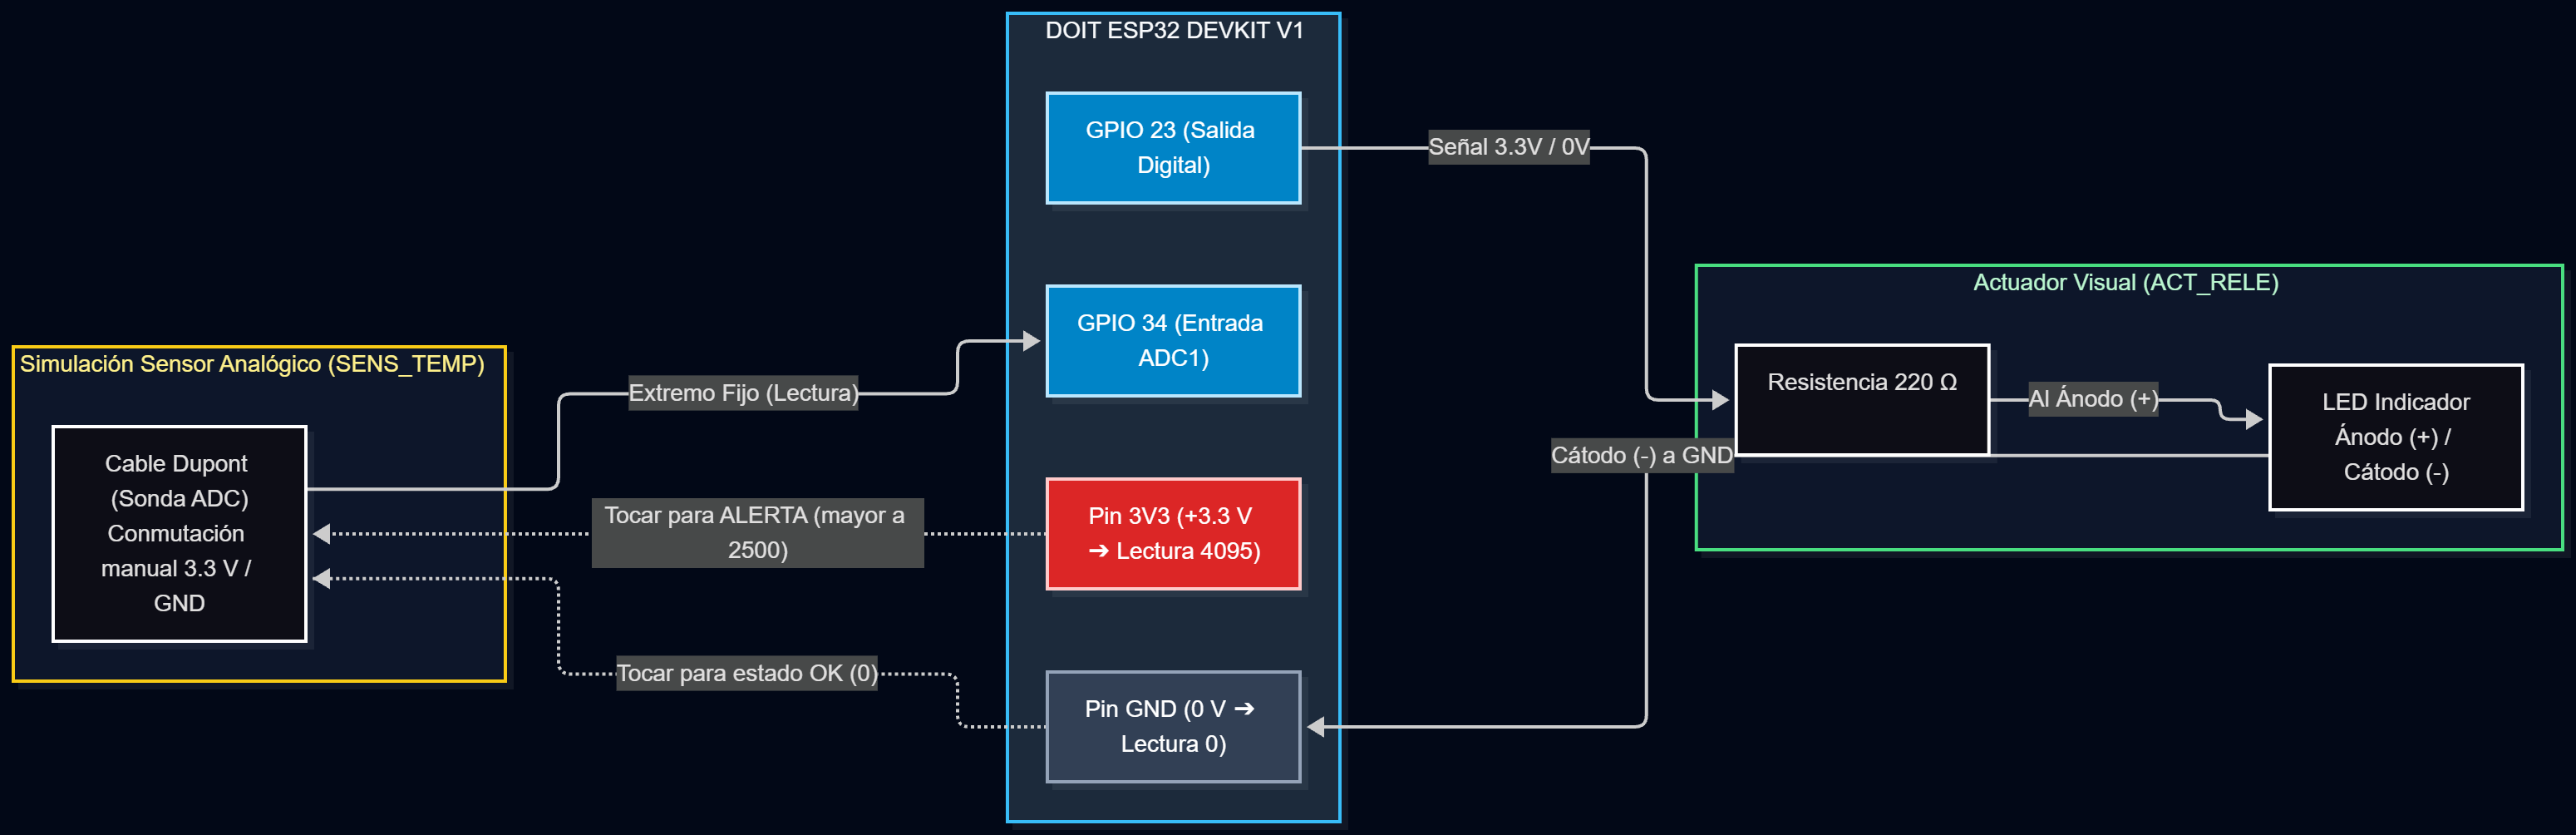 DOIT ESP32 DEVKIT V1
GPIO 23 (Salida
Digital)
Señal 3.3V / 0V
GPIO 34 (Entrada
ADC1)
Actuador Visual (ACT_RELE)
Resistencia 220 Ω
Al Ánodo (+)
LED Indicador
Ánodo (+) /
Cátodo (-)
Cátodo (-) a GND
Simulación Sensor Analógico (SENS_TEMP)
Extremo Fijo (Lectura)
Cable Dupont
(Sonda ADC)
Conmutación
manual 3.3 V /
GND
Tocar para ALERTA (mayor a
2500)
Pin 3V3 (+3.3 V
➔ Lectura 4095)
Tocar para estado OK (0)
Pin GND (0 V ➔
Lectura 0)